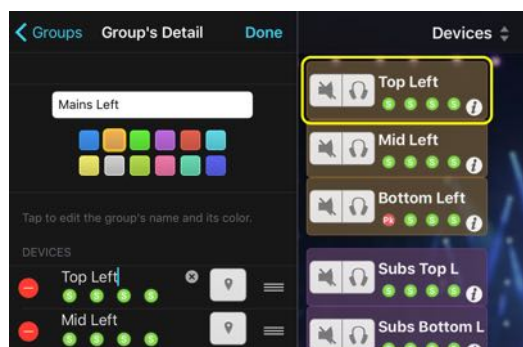 Groups Group's Detail Done
Mains Left
Tap to edit the group's name and its color.
DEVICES
Top Left
S S S S
Mid Left
S S S S
Devices
Top Left
S S S S i
Mid Left
S S S S i
Bottom Left
Pk S S S i
Subs Top L
S S S S i
Subs Bottom L
S S S S i